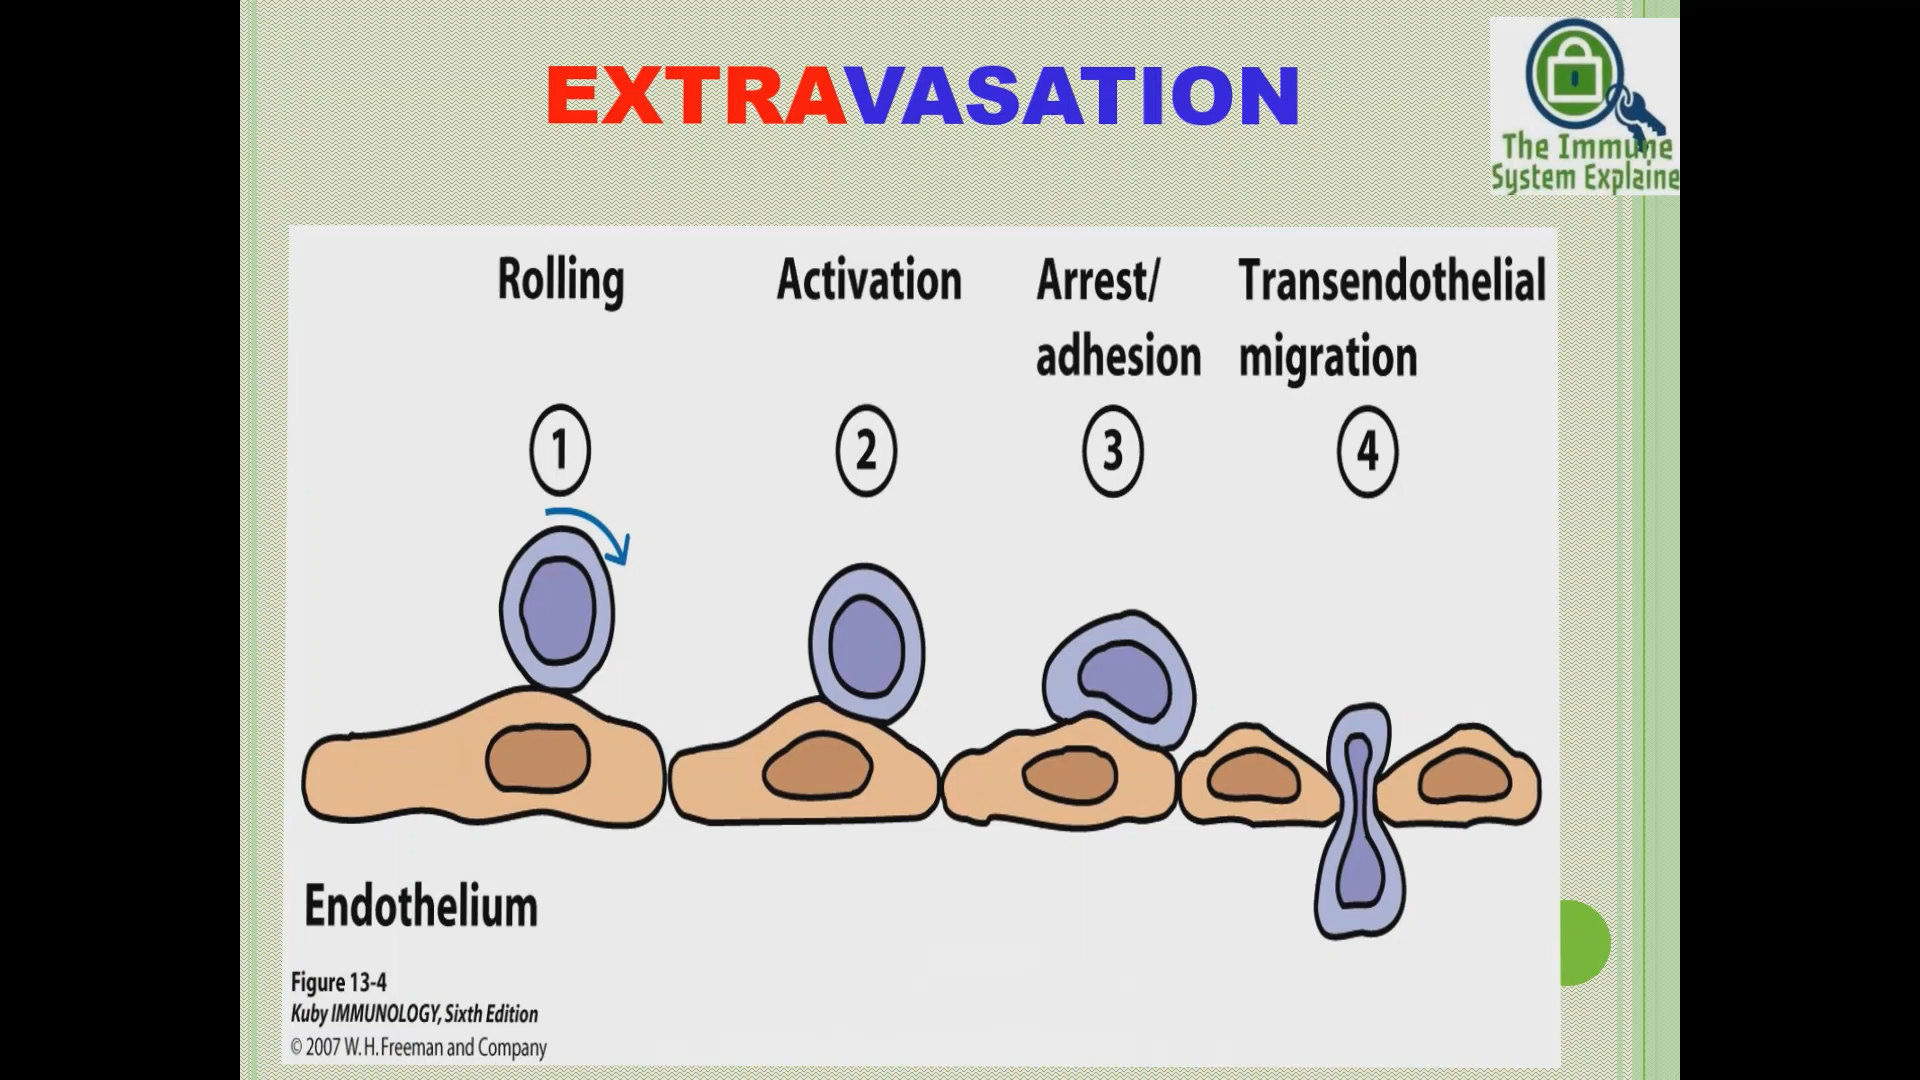 EXTRAVASATION
The Immune
System Explaine
Rolling
Activation
Arrest/
adhesion
Transendothelial
migration
1
2
3
4
Endothelium
Figure 13-4
Kuby IMMUNOLOGY, Sixth Edition
© 2007 W. H. Freeman and Company